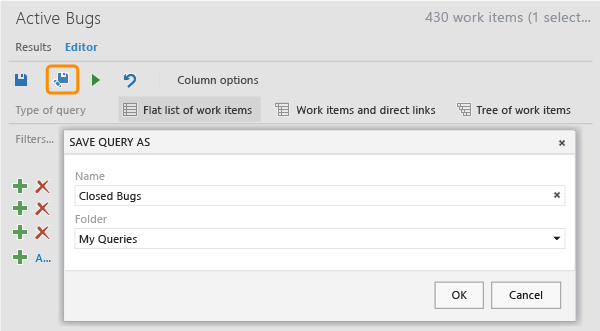 Active Bugs
430 work items (1 select...
Results Editor
Column options
Type of query Flat list of work items Work items and direct links Tree of work items
Filters...
SAVE QUERY AS
Name
Closed Bugs
Folder
My Queries
A...
OK Cancel